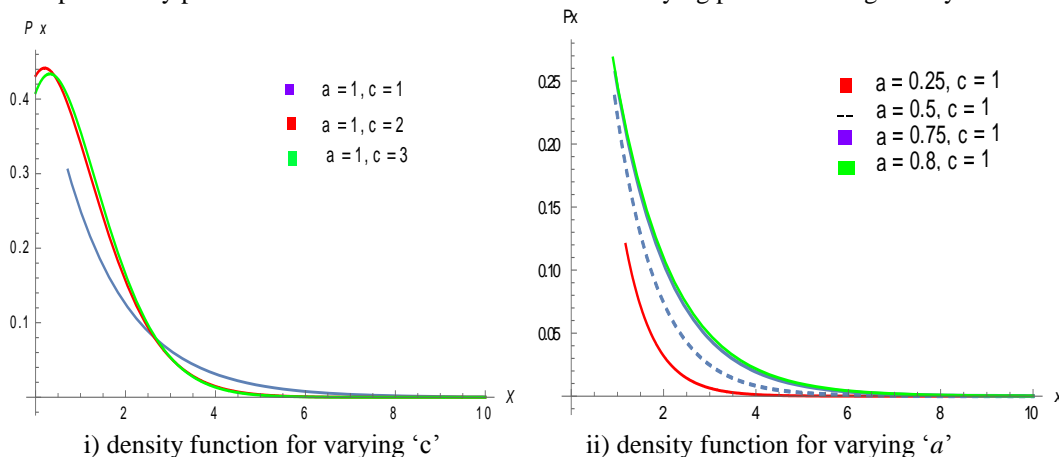 P x
0.4
0.3
0.2
0.1
2
4
6
8
10
x
a = 1, c = 1
a = 1, c = 2
a = 1, c = 3
i) density function for varying ‘c’
Px
0.25
0.20
0.15
0.10
0.05
2
4
6
8
10
x
a = 0.25, c = 1
a = 0.5, c = 1
a = 0.75, c = 1
a = 0.8, c = 1
ii) density function for varying ‘a’